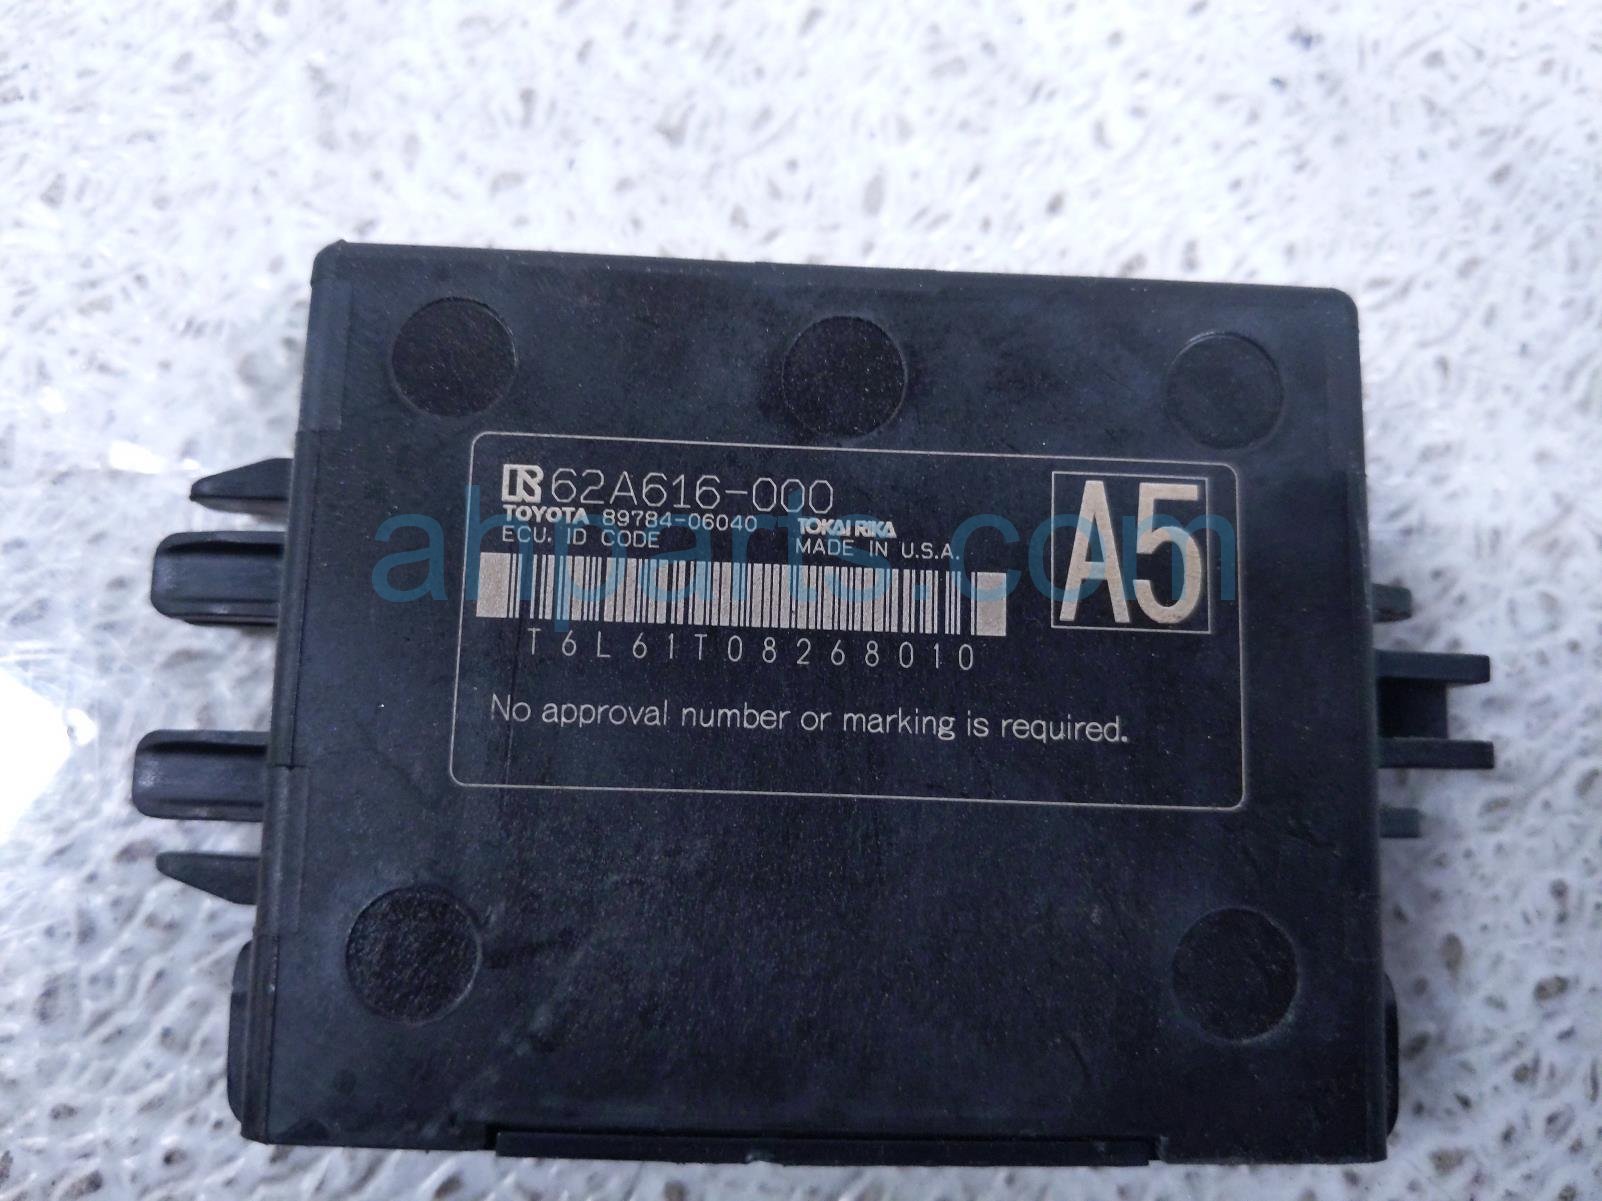 62A616-000
TOYOTA 89784-06040 TOKAI RIKA
ECU. ID CODE MADE IN U.S.A.
A5
T6L61T08268010
No approval number or marking is required.
ahparts.com